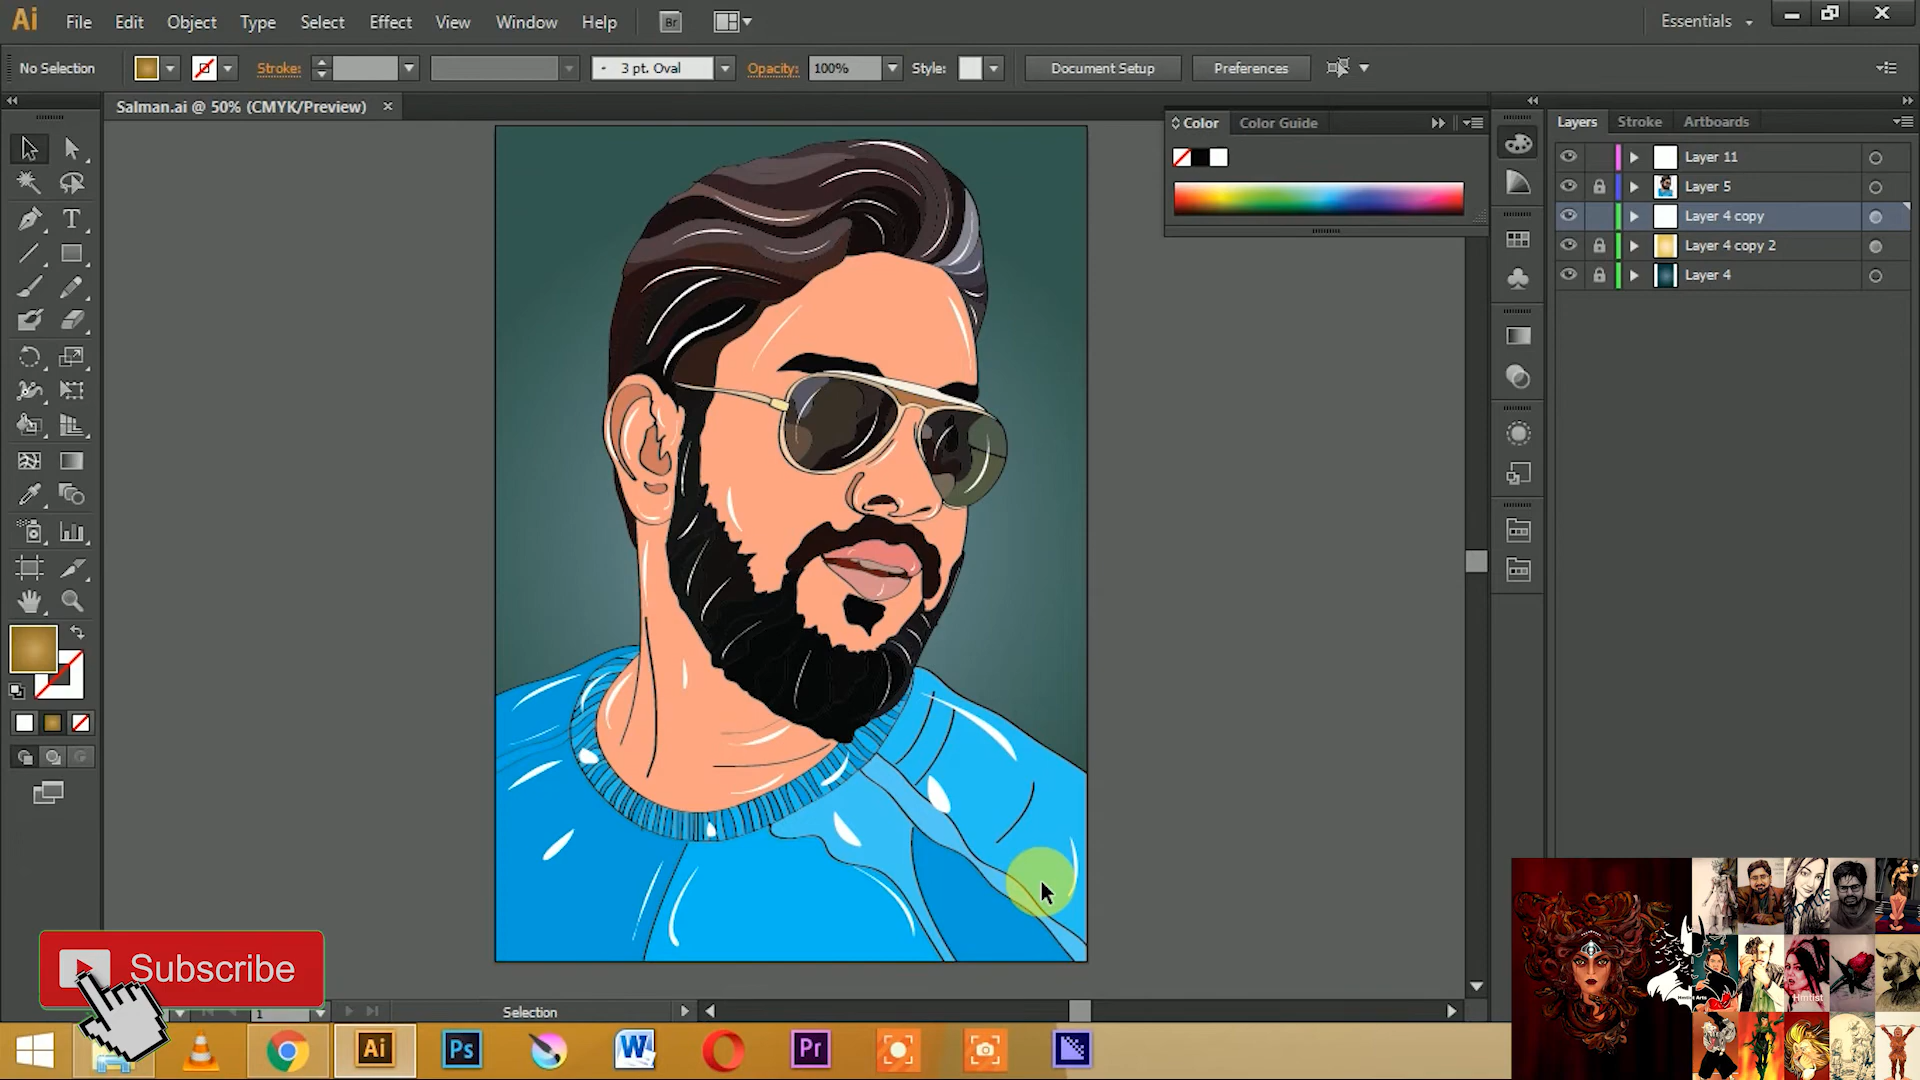 Ai File Edit Object Type Select Effect View Window Help Br Essentials
No Selection Stroke: 3 pt. Oval Opacity: 100% Style: Document Setup Preferences
Salman.ai @ 50% (CMYK/Preview)
Color Color Guide
Layers Stroke Artboards
Layer 11
Layer 5
Layer 4 copy
Layer 4 copy 2
Layer 4
T
Subscribe
1 Selection
Ai Ps W Pr